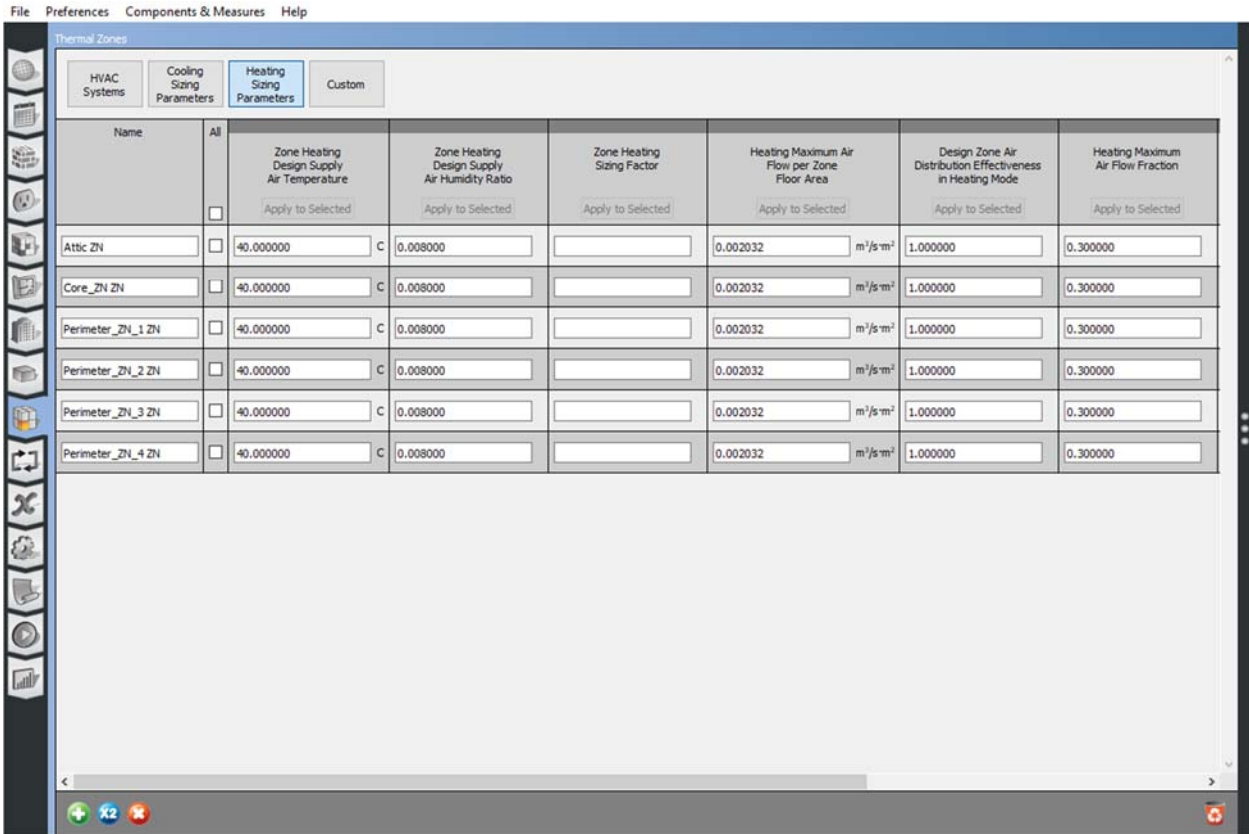 File Preferences Components & Measures Help
Thermal Zones
HVAC
Systems
Cooling
Sizing
Parameters
Heating
Sizing
Parameters
Custom
Name
All
Zone Heating
Design Supply
Air Temperature
Apply to Selected
Zone Heating
Design Supply
Air Humidity Ratio
Apply to Selected
Zone Heating
Sizing Factor
Apply to Selected
Heating Maximum Air
Flow per Zone
Floor Area
Apply to Selected
Design Zone Air
Distribution Effectiveness
in Heating Mode
Apply to Selected
Heating Maximum
Air Flow Fraction
Apply to Selected
Attic ZN 40.000000 C 0.008000 0.002032 m³/s·m² 1.000000 0.300000
Core_ZN ZN 40.000000 C 0.008000 0.002032 m³/s·m² 1.000000 0.300000
Perimeter_ZN_1 ZN 40.000000 C 0.008000 0.002032 m³/s·m² 1.000000 0.300000
Perimeter_ZN_2 ZN 40.000000 C 0.008000 0.002032 m³/s·m² 1.000000 0.300000
Perimeter_ZN_3 ZN 40.000000 C 0.008000 0.002032 m³/s·m² 1.000000 0.300000
Perimeter_ZN_4 ZN 40.000000 C 0.008000 0.002032 m³/s·m² 1.000000 0.300000
X2